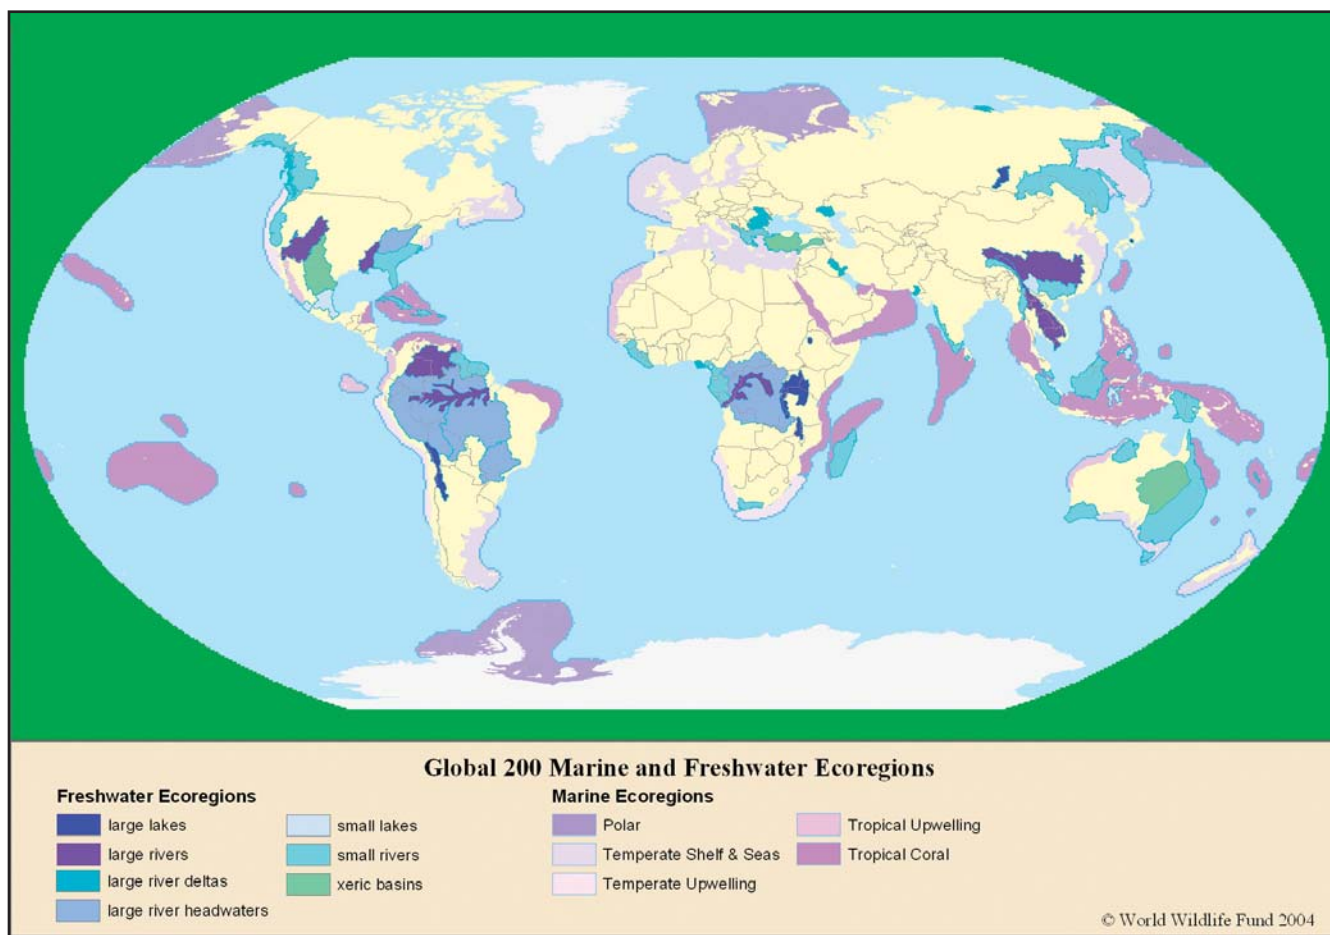 Global 200 Marine and Freshwater Ecoregions
Freshwater Ecoregions
large lakes
large rivers
large river deltas
large river headwaters
small lakes
small rivers
xeric basins
Marine Ecoregions
Polar
Temperate Shelf & Seas
Temperate Upwelling
Tropical Upwelling
Tropical Coral
© World Wildlife Fund 2004